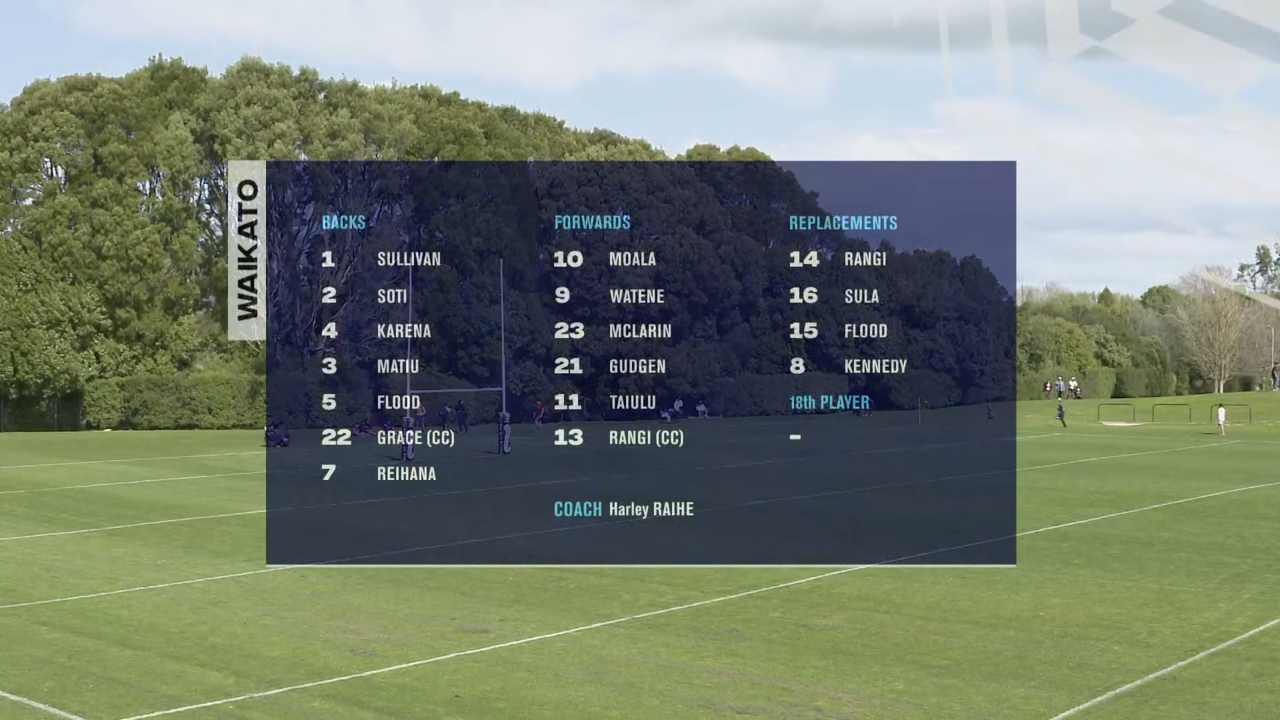 WAIKATO
BACKS
1 SULLIVAN
2 SOTI
4 KARENA
3 MATIU
5 FLOOD
22 GRACE (CC)
7 REIHANA
FORWARDS
10 MOALA
9 WATENE
23 MCLARIN
21 GUDGEN
11 TAIULU
13 RANGI (CC)
REPLACEMENTS
14 RANGI
16 SULA
15 FLOOD
8 KENNEDY
18th PLAYER
-
COACH Harley RAIHE